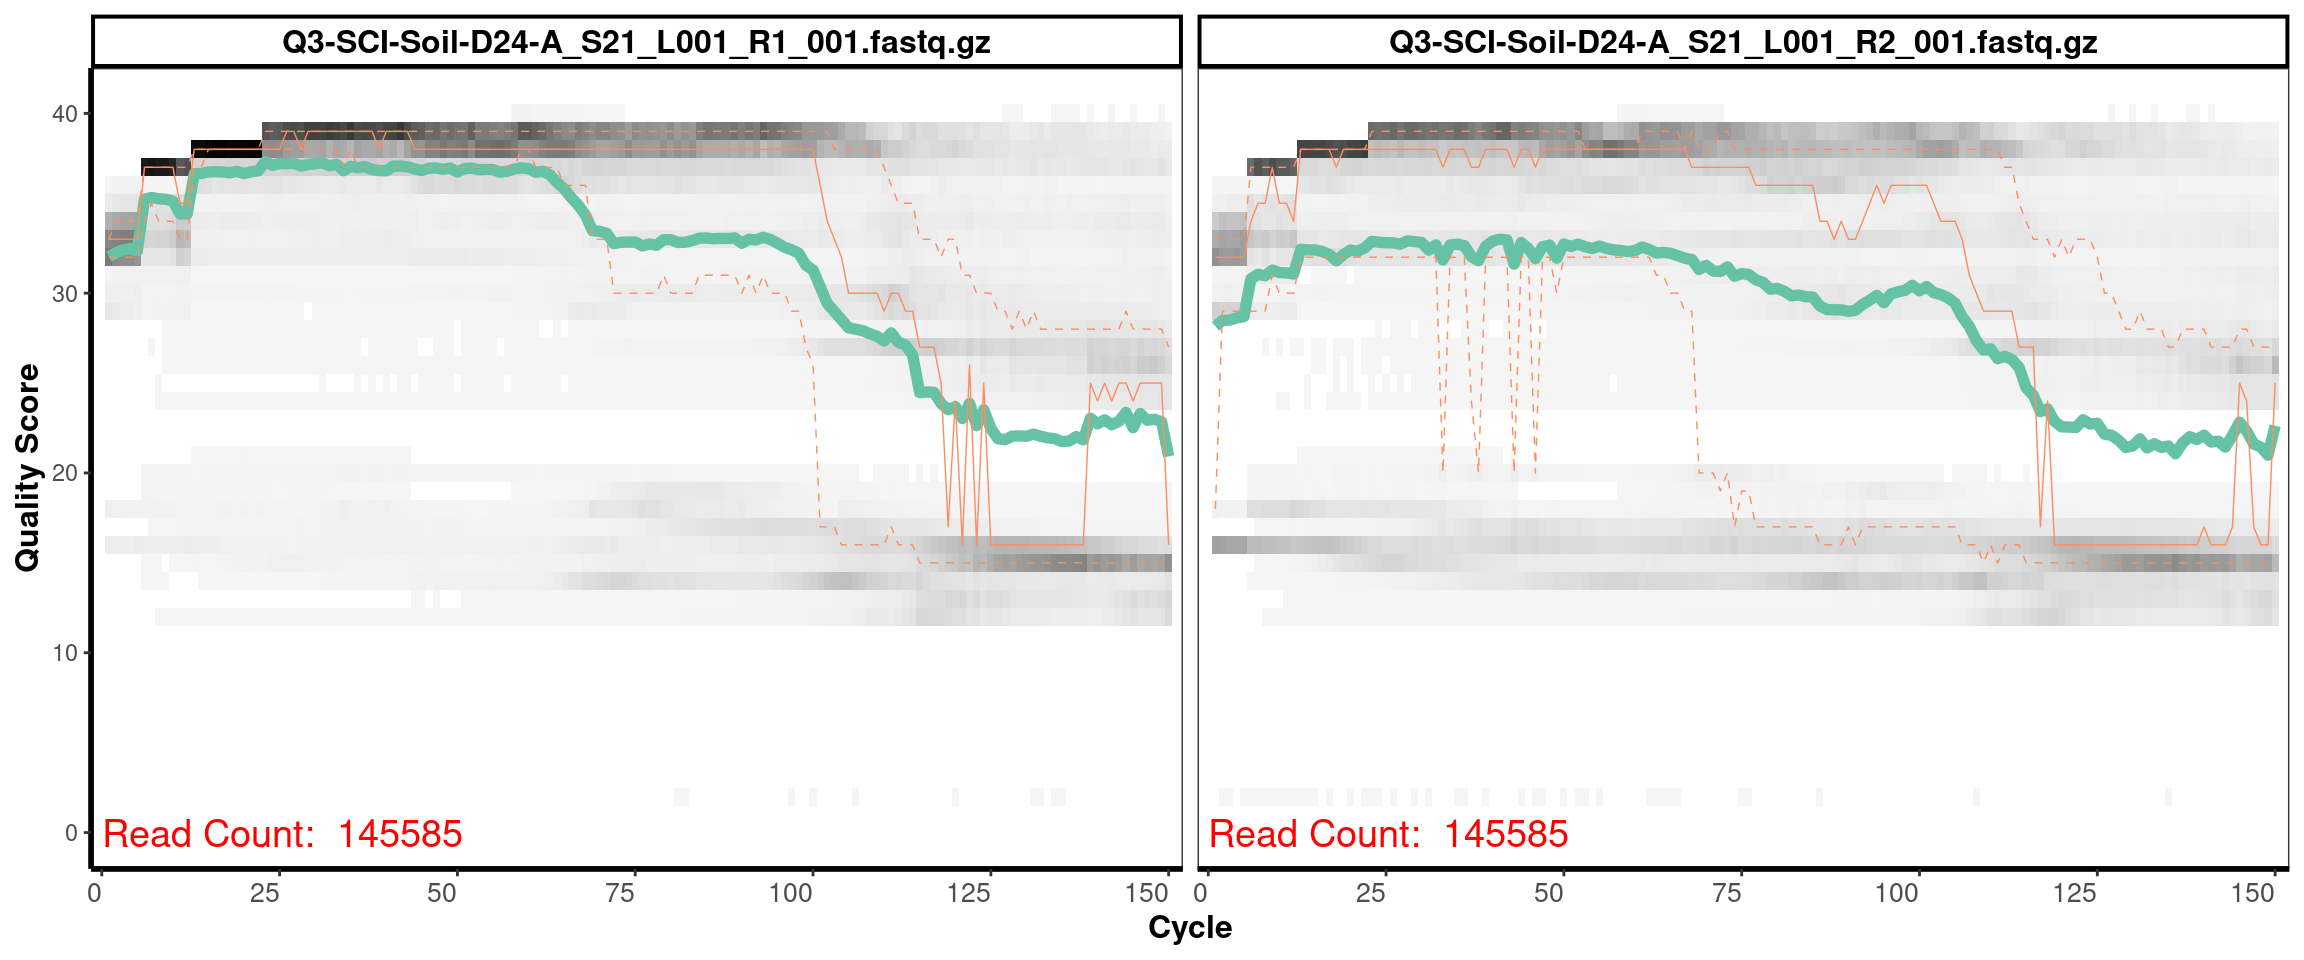 Q3-SCI-Soil-D24-A_S21_L001_R1_001.fastq.gz
Q3-SCI-Soil-D24-A_S21_L001_R2_001.fastq.gz
Quality Score
40
30
20
10
0
Read Count: 145585
Read Count: 145585
0 25 50 75 100 125 150
0 25 50 75 100 125 150
Cycle